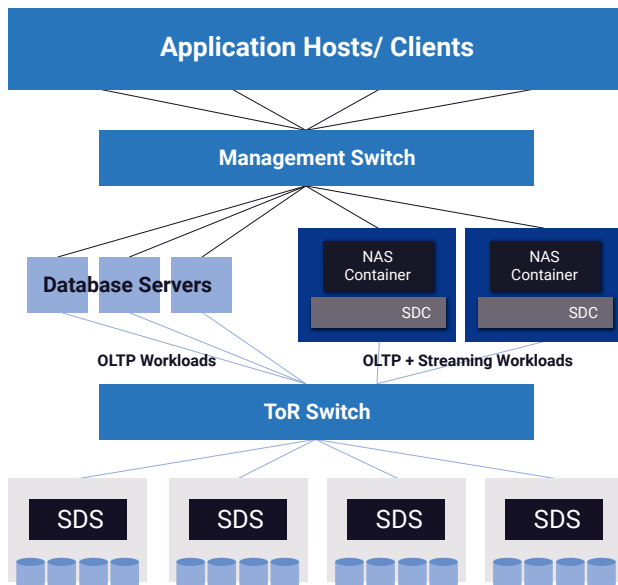 Application Hosts/ Clients
Management Switch
Database Servers
NAS
Container
SDC
NAS
Container
SDC
OLTP Workloads
OLTP + Streaming Workloads
ToR Switch
SDS
SDS
SDS
SDS